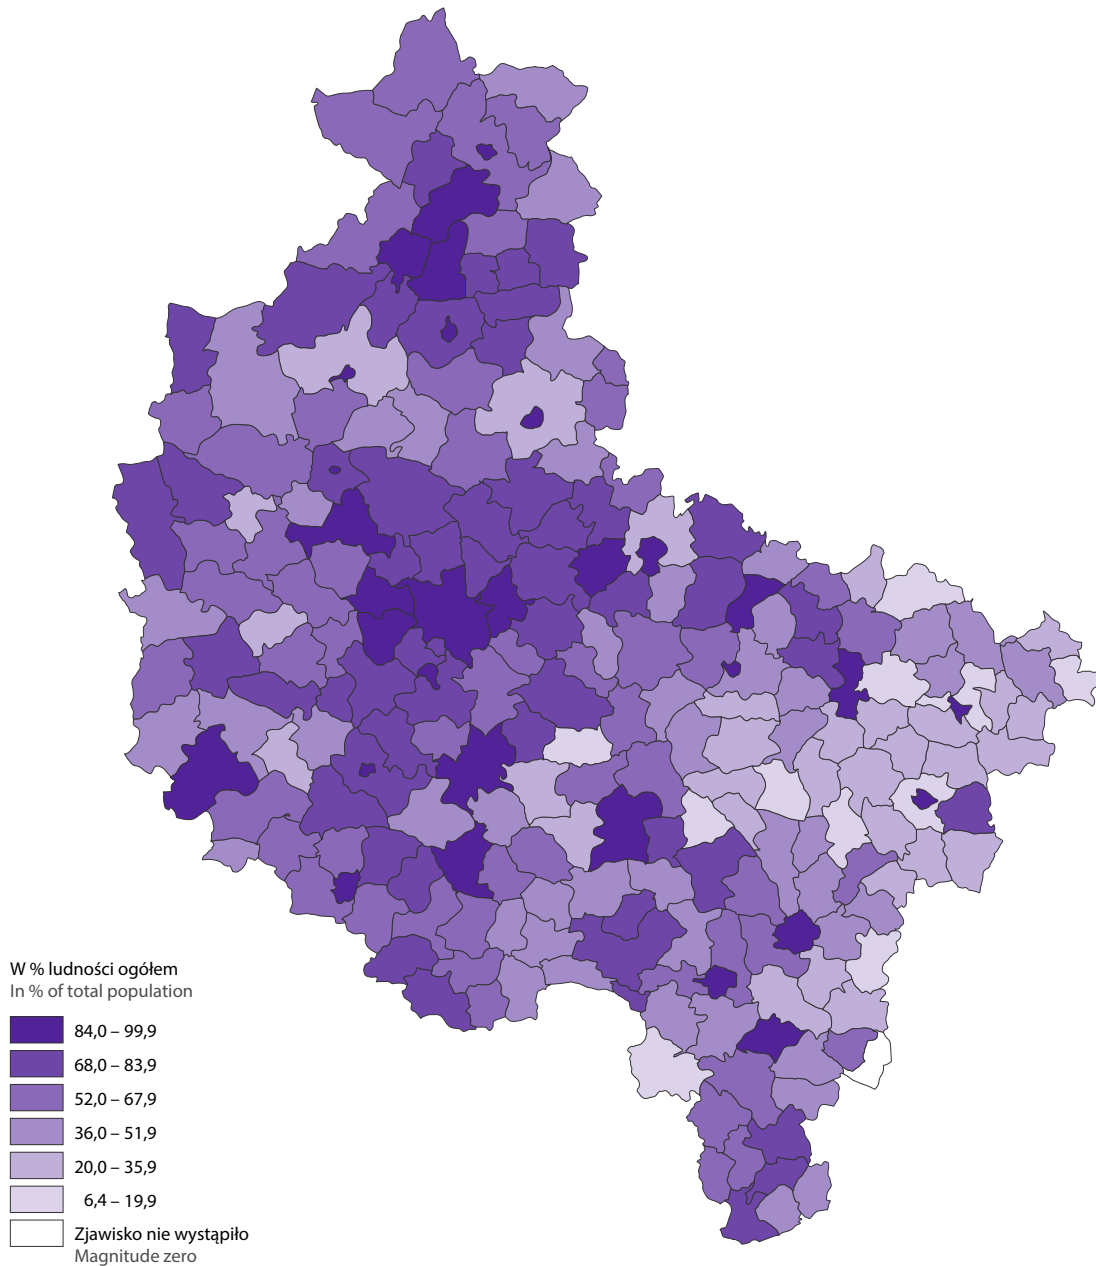 W % ludności ogółem
In % of total population
84,0 – 99,9
68,0 – 83,9
52,0 – 67,9
36,0 – 51,9
20,0 – 35,9
6,4 – 19,9
Zjawisko nie wystąpiło
Magnitude zero